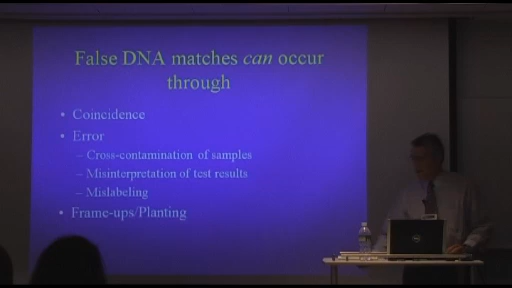 False DNA matches can occur
through
• Coincidence
• Error
– Cross-contamination of samples
– Misinterpretation of test results
– Mislabeling
• Frame-ups/Planting